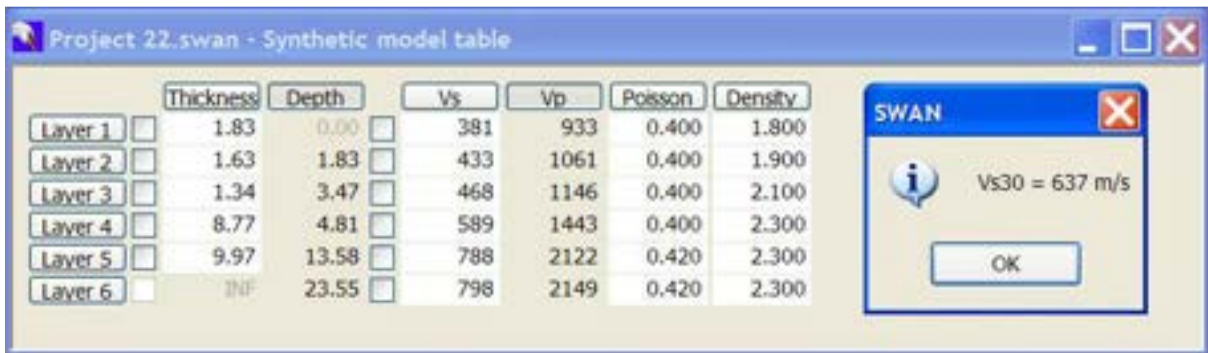 Project 22.swan - Synthetic model table
Thickness Depth Vs Vp Poisson Density
Layer 1 1.83 0.00 381 933 0.400 1.800
Layer 2 1.63 1.83 433 1061 0.400 1.900
Layer 3 1.34 3.47 468 1146 0.400 2.100
Layer 4 8.77 4.81 589 1443 0.400 2.300
Layer 5 9.97 13.58 788 2122 0.420 2.300
Layer 6 INF 23.55 798 2149 0.420 2.300
SWAN
Vs30 = 637 m/s
OK